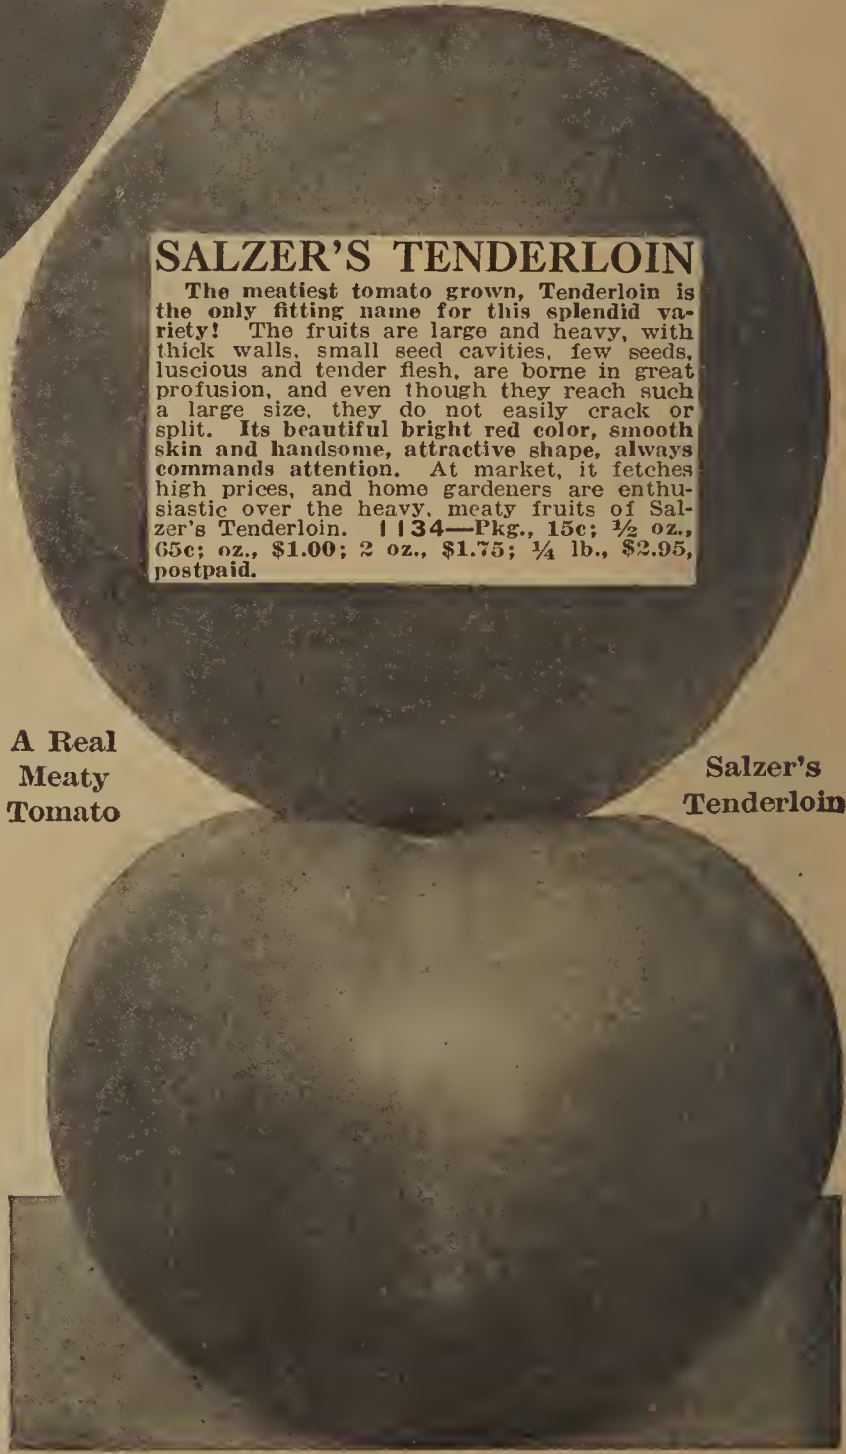 SALZER'S TENDERLOIN
The meatiest tomato grown, Tenderloin is
the only fitting name for this splendid va-
riety! The fruits are large and heavy, with
thick walls, small seed cavities, few seeds,
luscious and tender flesh, are borne in great
profusion, and even though they reach such
a large size, they do not easily crack or
split. Its beautiful bright red color, smooth
skin and handsome, attractive shape, always
commands attention. At market, it fetches
high prices, and home gardeners are enthu-
siastic over the heavy, meaty fruits of Sal-
zer's Tenderloin. 1134—Pkg., 15c; ½ oz.,
65c; oz., $1.00; 2 oz., $1.75; ¼ lb., $2.95,
postpaid.
A Real
Meaty
Tomato
Salzer's
Tenderloin